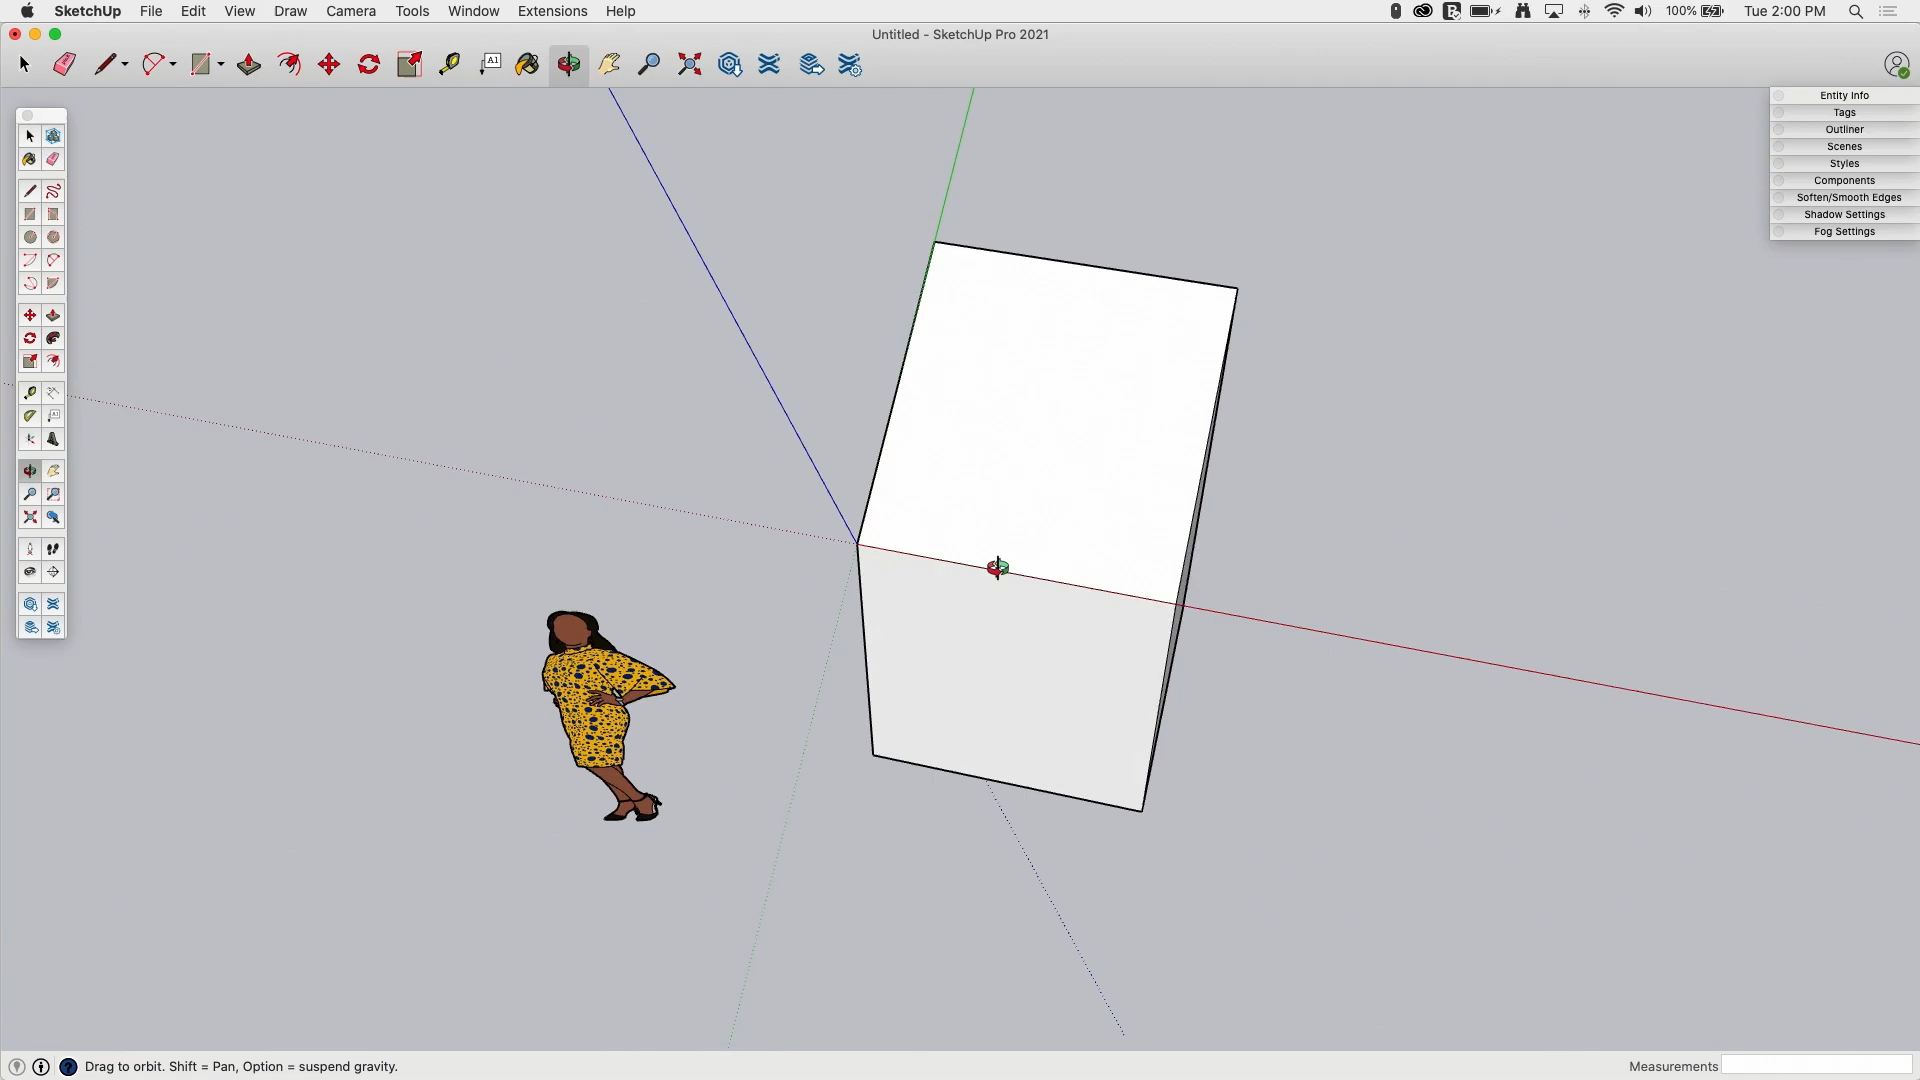 SketchUp File Edit View Draw Camera Tools Window Extensions Help 100% Tue 2:00 PM
Untitled - SketchUp Pro 2021
A1
Entity Info
Tags
Outliner
Scenes
Styles
Components
Soften/Smooth Edges
Shadow Settings
Fog Settings
A1
Drag to orbit. Shift = Pan, Option = suspend gravity.
Measurements